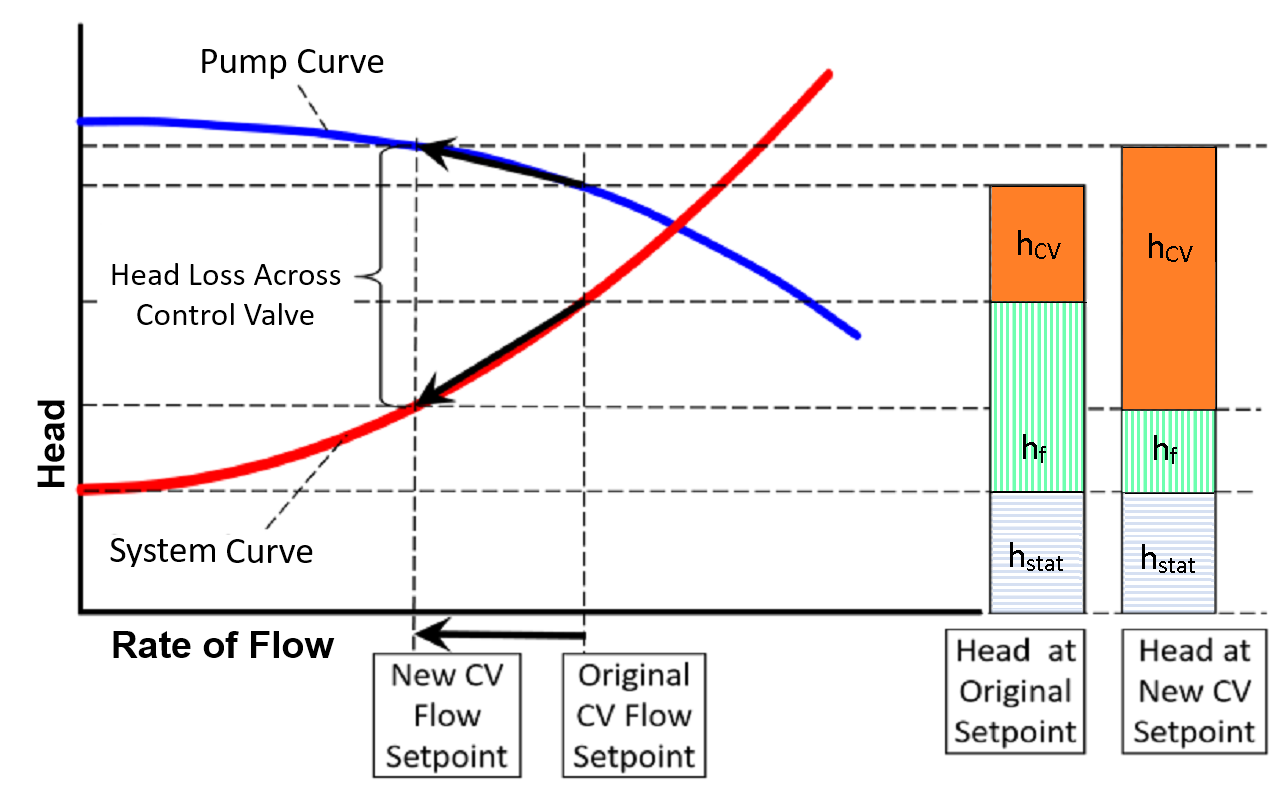 Pump Curve
Head Loss Across
Control Valve
Head
System Curve
Rate of Flow
New CV
Flow
Setpoint
Original
CV Flow
Setpoint
hCV
hf
hstat
Head at
Original
Setpoint
hCV
hf
hstat
Head at
New CV
Setpoint